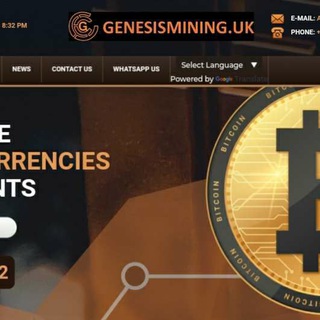 8:32 PM
GENESISMINING.UK
E-MAIL: A
PHONE: +
NEWS
CONTACT US
WHATSAPP US
Select Language ▼
Powered by Google Translate
E
RRENCIES
NTS
2
BITCOIN
BITCOIN
BITCOIN
BITCOIN